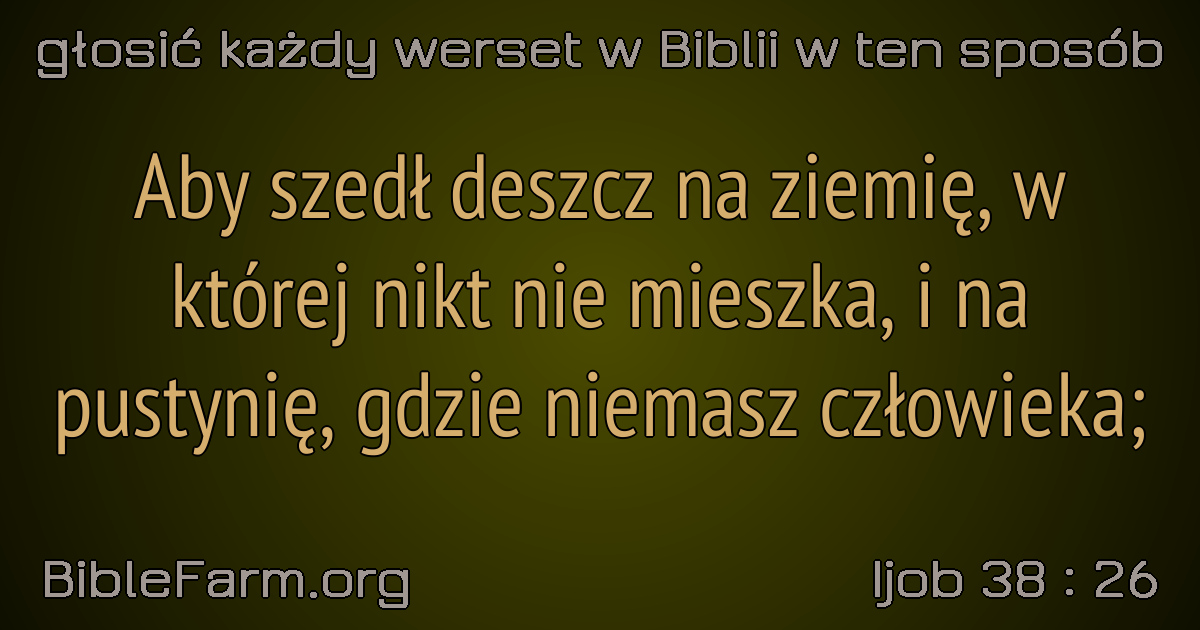 głosić każdy werset w Biblii w ten sposób
Aby szedł deszcz na ziemię, w
której nikt nie mieszka, i na
pustynię, gdzie niemasz człowieka;
BibleFarm.org
Ijob 38 : 26